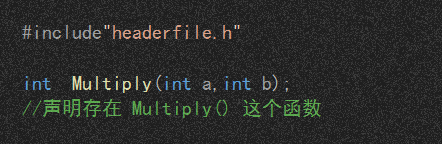 #include"headerfile.h"
int  Multiply(int a,int b);
//声明存在 Multiply() 这个函数